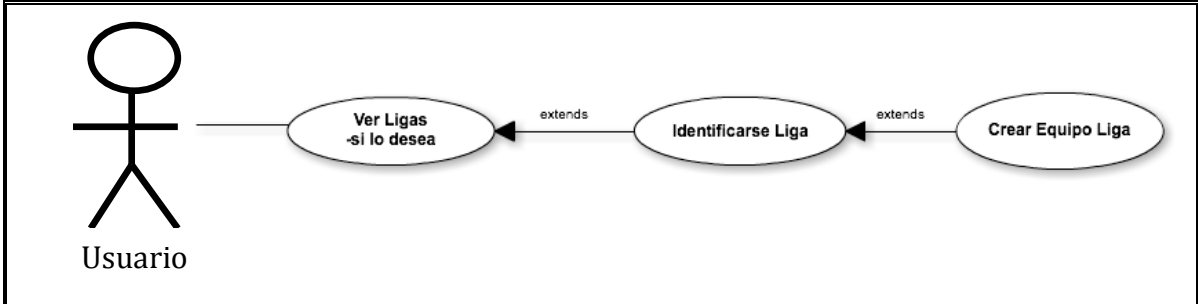 Ver Ligas
-si lo desea
extends
Identificarse Liga
extends
Crear Equipo Liga
Usuario